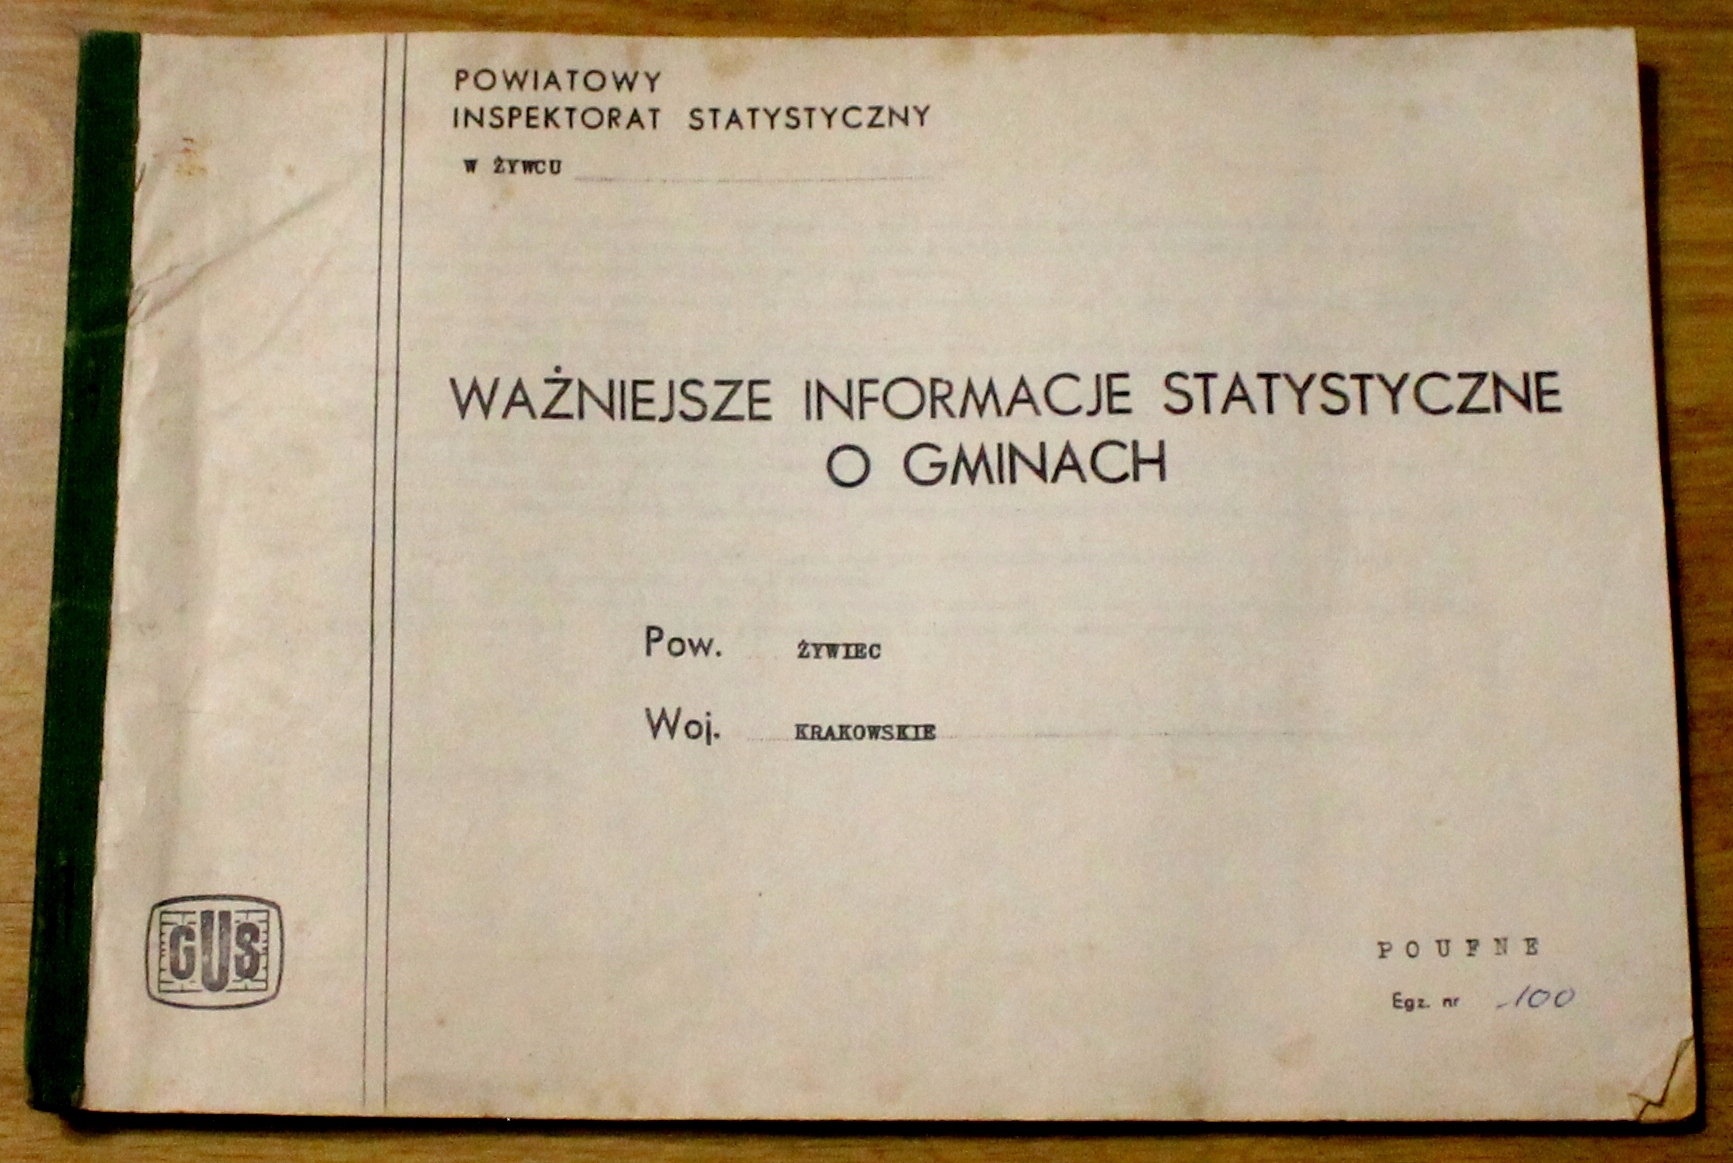 POWIATOWY
INSPEKTORAT STATYSTYCZNY
W ŻYWCU
WAŻNIEJSZE INFORMACJE STATYSTYCZNE
O GMINACH
Pow. ŻYWIEC
Woj. KRAKOWSKIE
GUS
POUFNE
Egz. nr 100